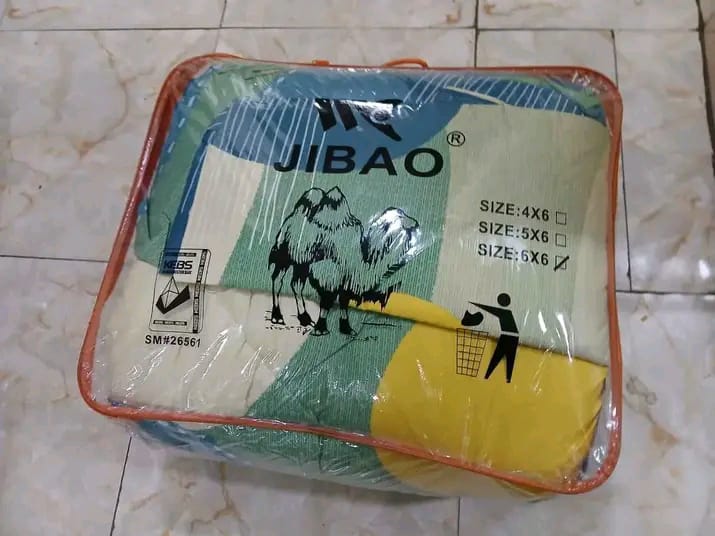 JIBAO®
SIZE:4X6
SIZE:5X6
SIZE:6X6
KEBS
SM#26561